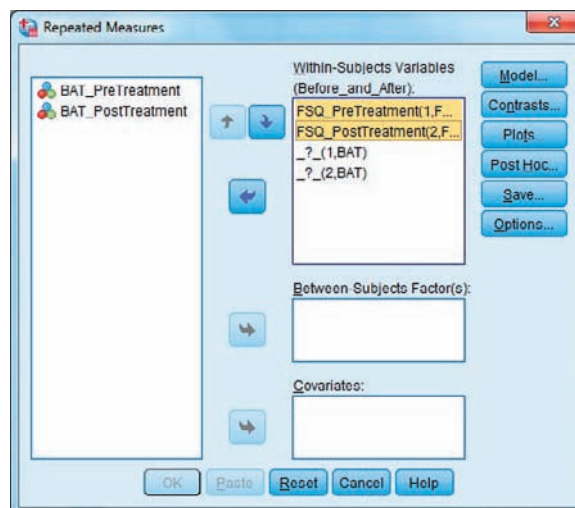 Repeated Measures
BAT_PreTreatment
BAT_PostTreatment
Within-Subjects Variables
(Before_and_After):
FSQ_PreTreatment(1,F...
FSQ_PostTreatment(2,F...
_?_(1,BAT)
_?_(2,BAT)
Model...
Contrasts...
Plots
Post Hoc...
Save...
Options...
Between-Subjects Factor(s):
Covariates:
OK
Paste
Reset
Cancel
Help